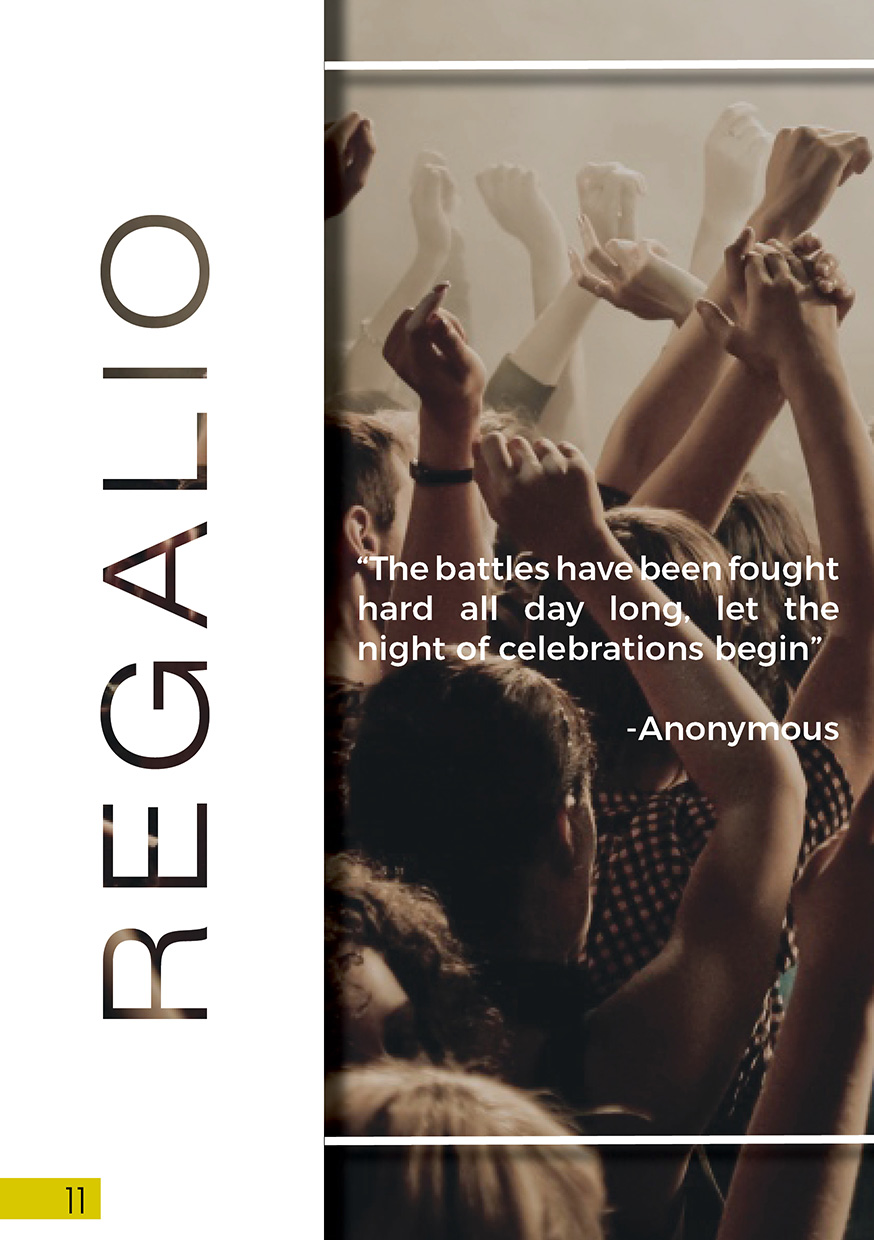 REGALIO
“The battles have been fought
hard all day long, let the
night of celebrations begin”
-Anonymous
11